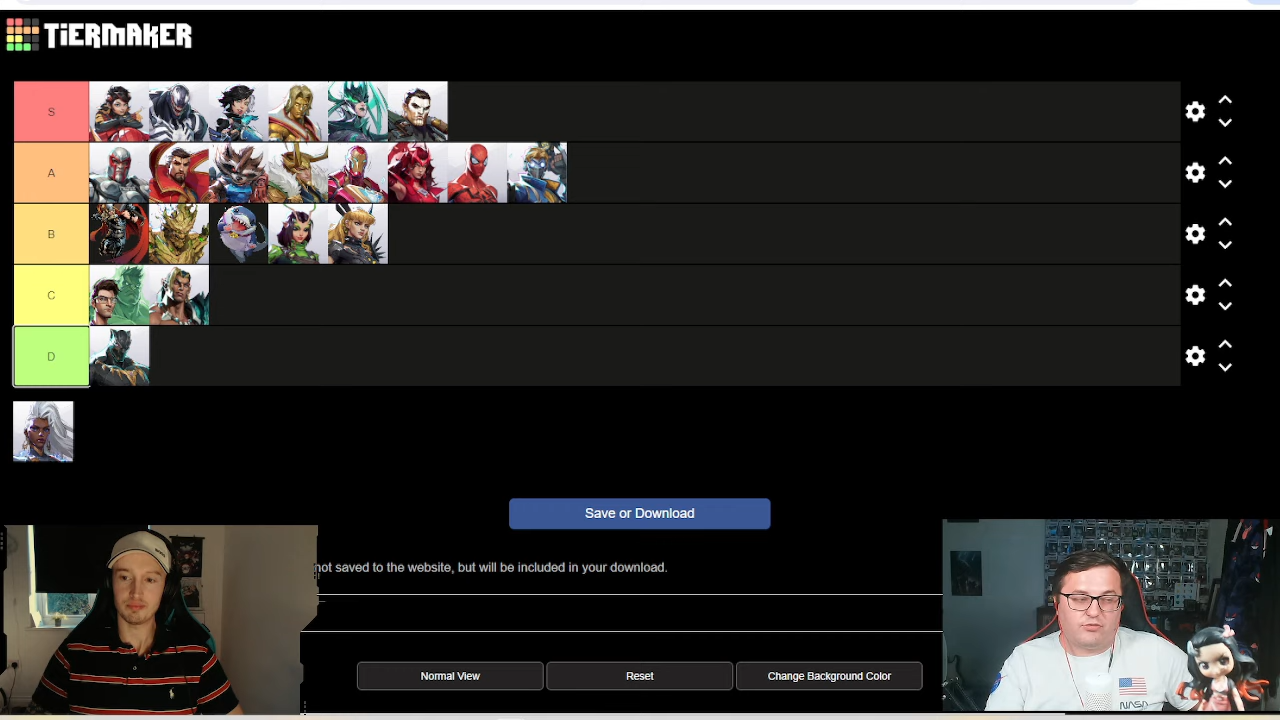 TIERMAKER
S
A
B
C
D
Save or Download
not saved to the website, but will be included in your download.
Normal View
Reset
Change Background Color
NASA